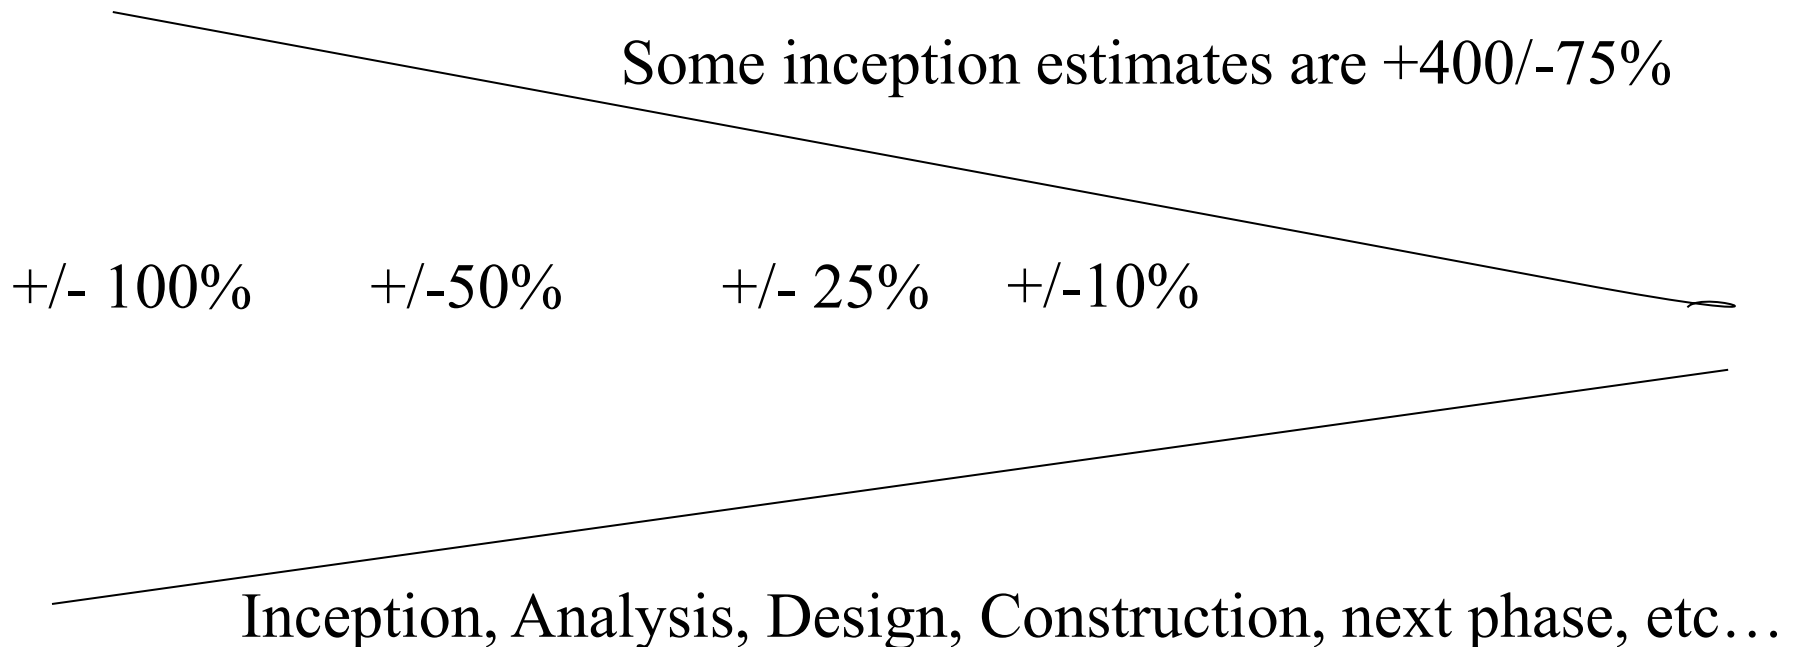 Some inception estimates are +400/-75%
+/- 100% +/-50% +/- 25% +/-10%
Inception, Analysis, Design, Construction, next phase, etc…